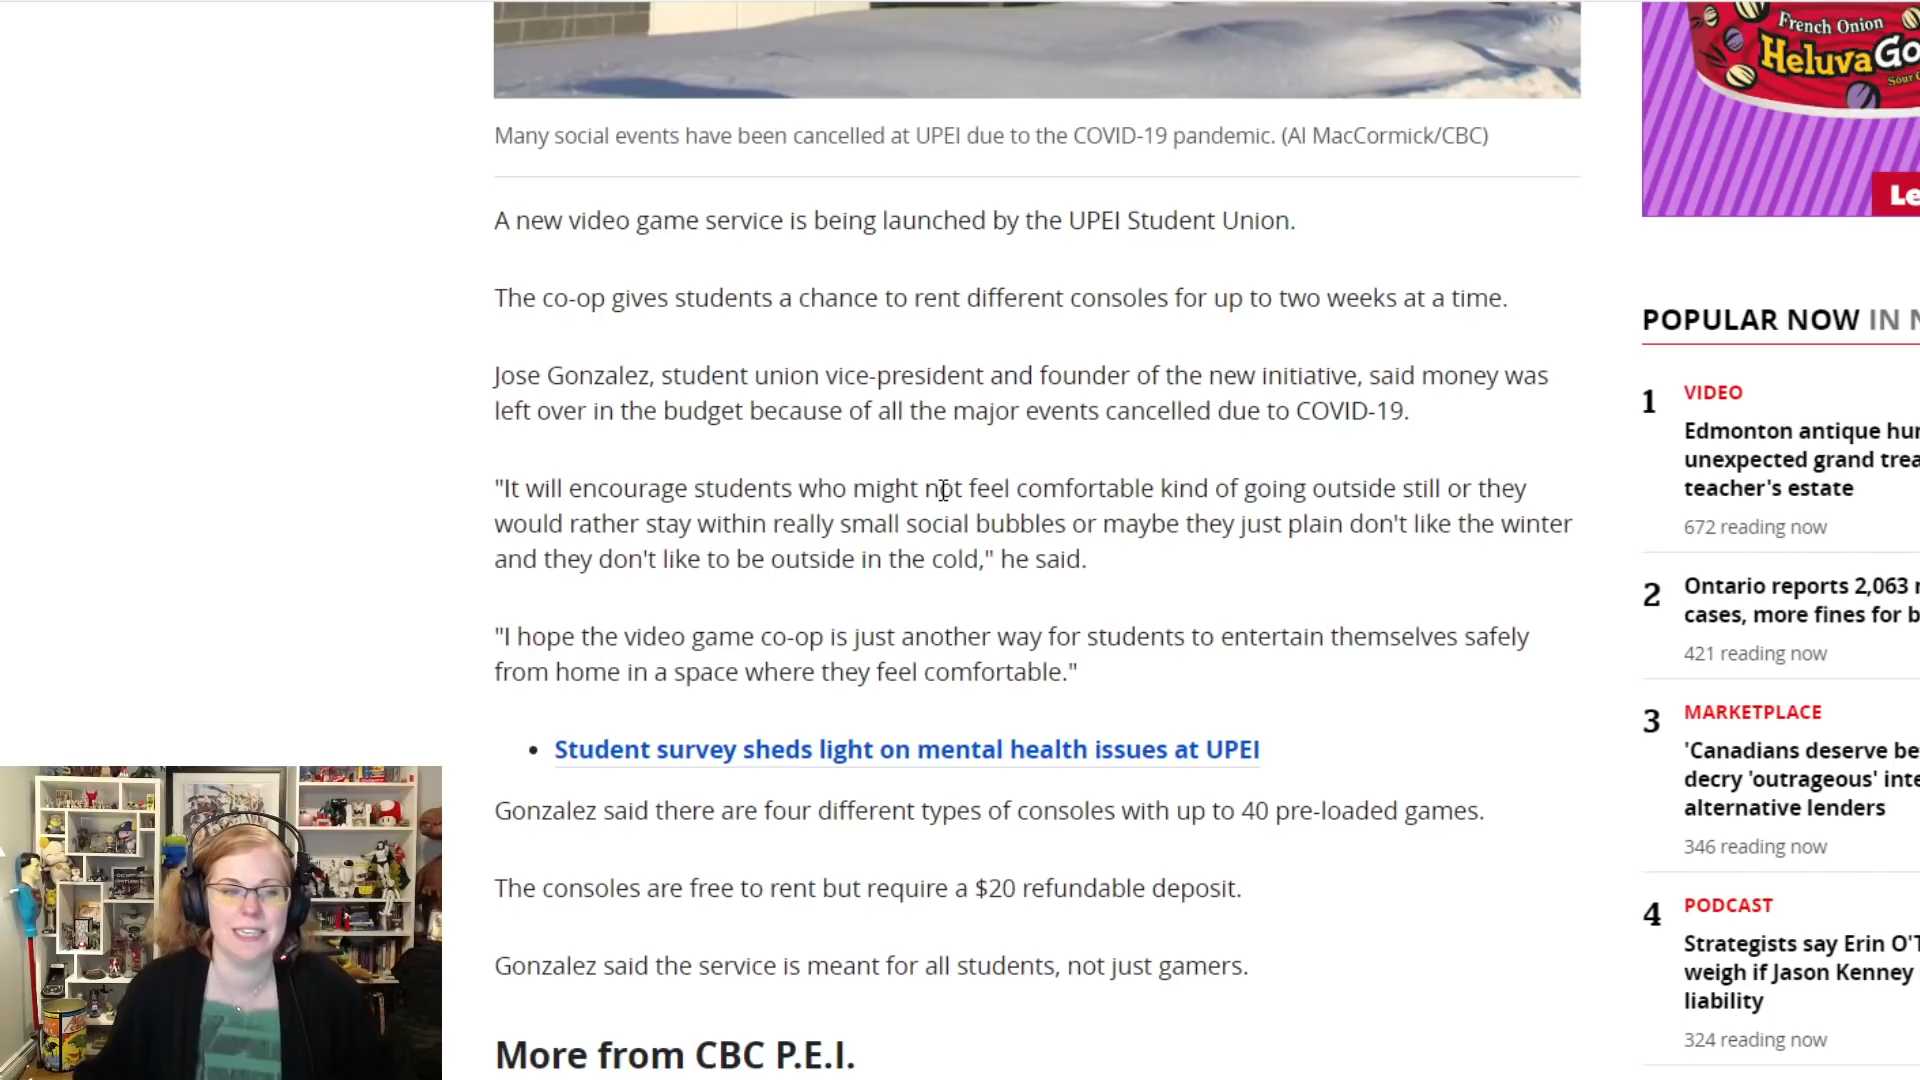 Many social events have been cancelled at UPEI due to the COVID-19 pandemic. (Al MacCormick/CBC)
A new video game service is being launched by the UPEI Student Union.
The co-op gives students a chance to rent different consoles for up to two weeks at a time.
Jose Gonzalez, student union vice-president and founder of the new initiative, said money was
left over in the budget because of all the major events cancelled due to COVID-19.
"It will encourage students who might not feel comfortable kind of going outside still or they
would rather stay within really small social bubbles or maybe they just plain don't like the winter
and they don't like to be outside in the cold," he said.
"I hope the video game co-op is just another way for students to entertain themselves safely
from home in a space where they feel comfortable."
• Student survey sheds light on mental health issues at UPEI
Gonzalez said there are four different types of consoles with up to 40 pre-loaded games.
The consoles are free to rent but require a $20 refundable deposit.
Gonzalez said the service is meant for all students, not just gamers.
More from CBC P.E.I.
French Onion
HeluvaGo
Sour
Le
POPULAR NOW IN N
1 VIDEO
Edmonton antique hun
unexpected grand trea
teacher's estate
672 reading now
2 Ontario reports 2,063 n
cases, more fines for b
421 reading now
3 MARKETPLACE
'Canadians deserve be
decry 'outrageous' inte
alternative lenders
346 reading now
4 PODCAST
Strategists say Erin O'T
weigh if Jason Kenney
liability
324 reading now